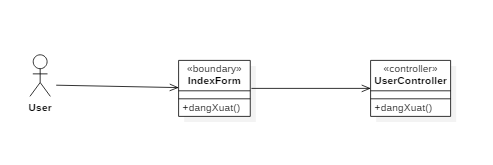 «boundary»
IndexForm
+dangXuat()
«controller»
UserController
+dangXuat()
User